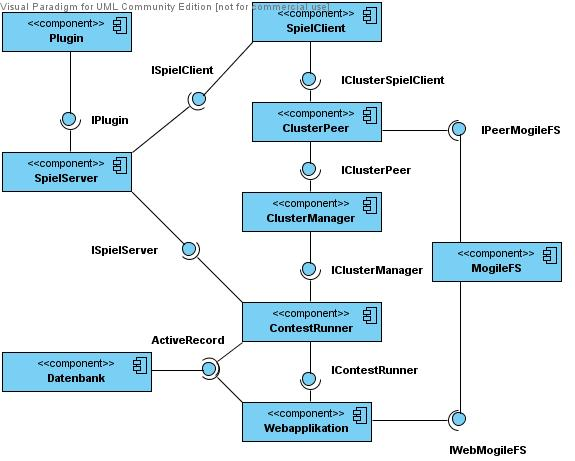 Visual Paradigm for UML Community Edition [not for commercial use]
<<component>>
Plugin
<<component>>
SpielClient
ISpielClient
IClusterSpielClient
IPlugin
<<component>>
ClusterPeer
IPeerMogileFS
<<component>>
SpielServer
IClusterPeer
<<component>>
ClusterManager
ISpielServer
IClusterManager
<<component>>
MogileFS
<<component>>
ContestRunner
ActiveRecord
<<component>>
Datenbank
IContestRunner
<<component>>
Webapplikation
IWebMogileFS